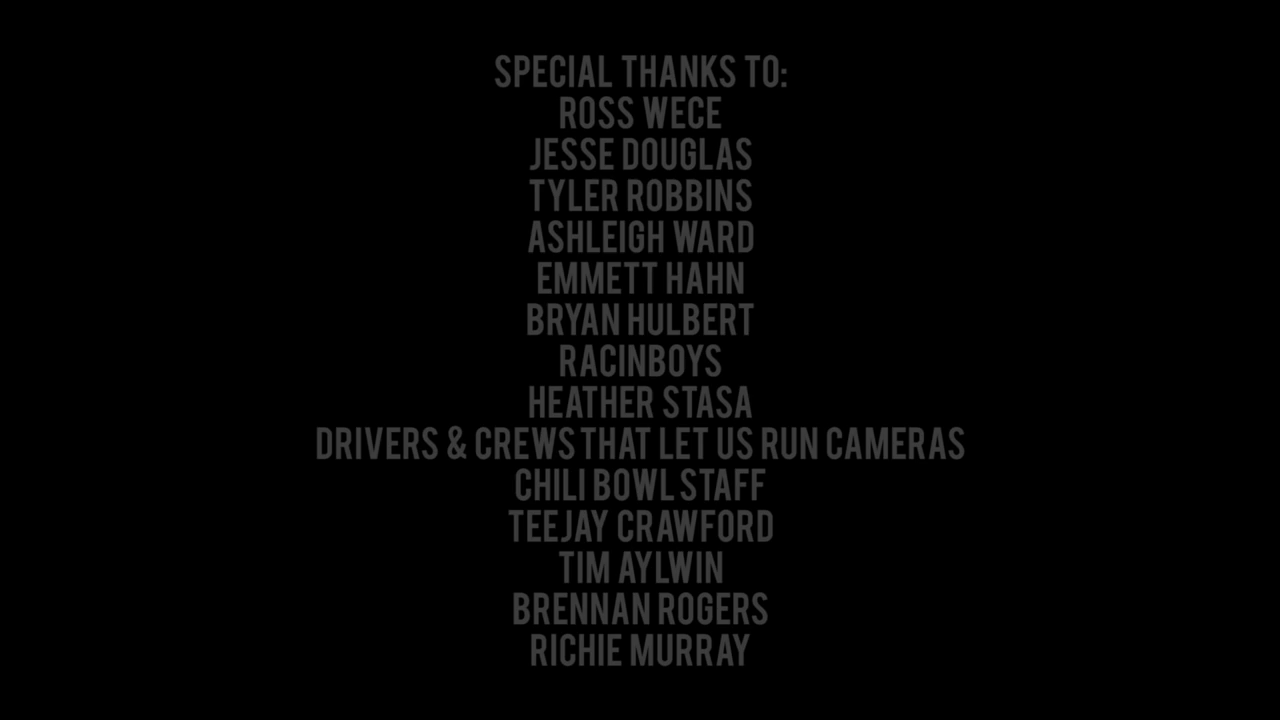 SPECIAL THANKS TO:
ROSS WECE
JESSE DOUGLAS
TYLER ROBBINS
ASHLEIGH WARD
EMMETT HAHN
BRYAN HULBERT
RACINBOYS
HEATHER STASA
DRIVERS & CREWS THAT LET US RUN CAMERAS
CHILI BOWL STAFF
TEEJAY CRAWFORD
TIM AYLWIN
BRENNAN ROGERS
RICHIE MURRAY